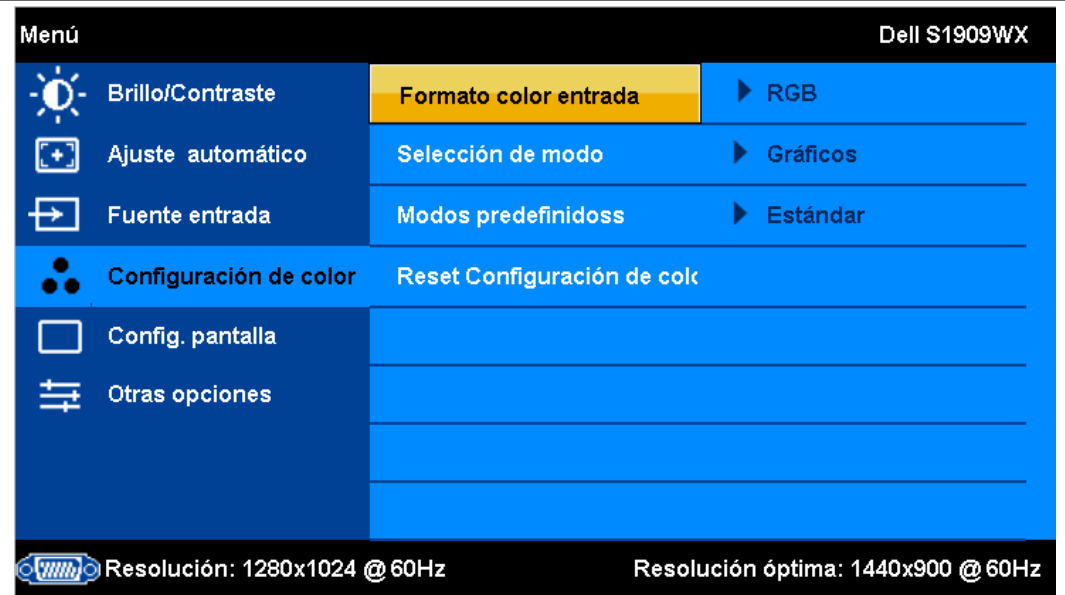 Menú Dell S1909WX
Brillo/Contraste Formato color entrada RGB
Ajuste automático Selección de modo Gráficos
Fuente entrada Modos predefinidoss Estándar
Configuración de color Reset Configuración de colo
Config. pantalla
Otras opciones
Resolución: 1280x1024 @ 60Hz Resolución óptima: 1440x900 @ 60Hz